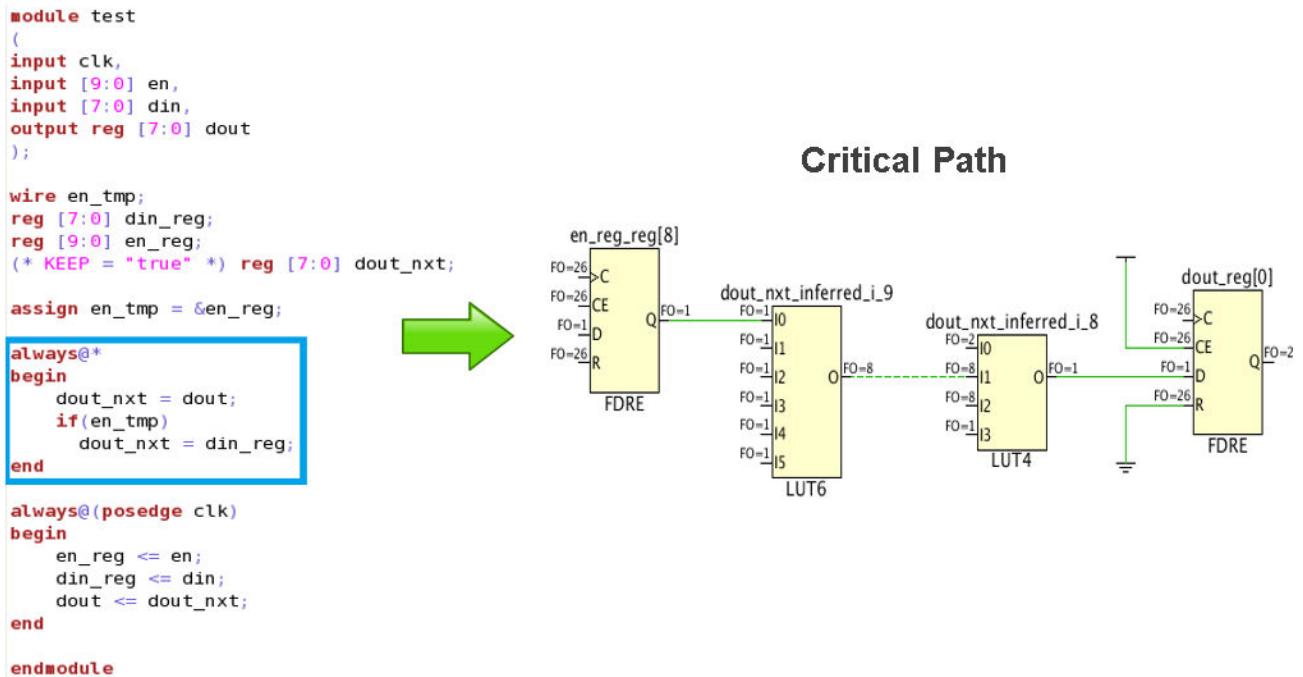 module test
(
input clk,
input [9:0] en,
input [7:0] din,
output reg [7:0] dout
);
wire en_tmp;
reg [7:0] din_reg;
reg [9:0] en_reg;
(* KEEP = "true" *) reg [7:0] dout_nxt;
assign en_tmp = &en_reg;
always@*
begin
dout_nxt = dout;
if(en_tmp)
dout_nxt = din_reg;
end
always@(posedge clk)
begin
en_reg <= en;
din_reg <= din;
dout <= dout_nxt;
end
endmodule
Critical Path
en_reg_reg[8]
FO=26 C
FO=26 CE
FO=1 D
FO=26 R
Q FO=1
FDRE
dout_nxt_inferred_i_9
FO=1 I0
FO=1 I1
FO=1 I2
FO=1 I3
FO=1 I4
FO=1 I5
O FO=8
LUT6
dout_nxt_inferred_i_8
FO=2 I0
FO=8 I1
FO=8 I2
FO=1 I3
O FO=1
LUT4
dout_reg[0]
FO=26 C
FO=26 CE
FO=1 D
FO=26 R
Q FO=2
FDRE